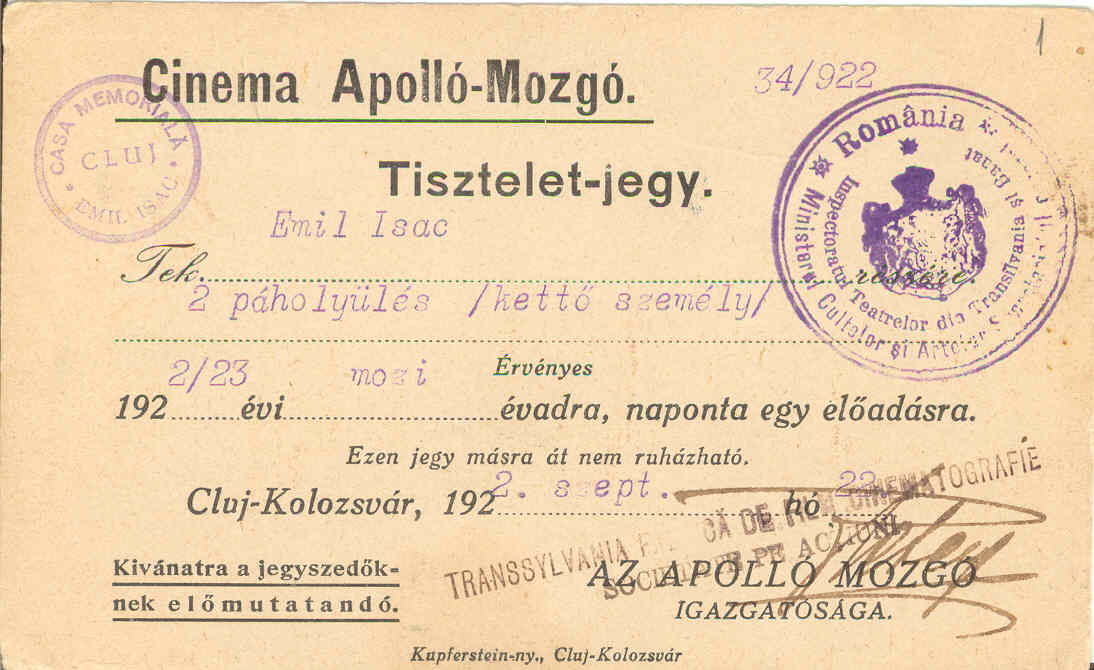 1
Cinema Apolló-Mozgó.
34/922
CASA MEMORIALĂ
CLUJ
EMIL ISAC
România
Ministerul Cultelor și Artelor
Inspectoratul Teatrelor din Transilvania și Banat
Tisztelet-jegy.
Emil Isac
Tek. részére.
2 páholyülés /kettő személy/
2/23 mozi Érvényes
192 évi évadra, naponta egy előadásra.
Ezen jegy másra át nem ruházható.
Cluj-Kolozsvár, 192 2. szept. hó 22
TRANSSYLVANIA DE FILM CINEMATOGRAFIE
SOCIETATE PE ACȚIUNI
Kivánatra a jegyszedők-
nek előmutatandó.
AZ APOLLÓ MOZGÓ
IGAZGATÓSÁGA.
Kupferstein-ny., Cluj-Kolozsvár